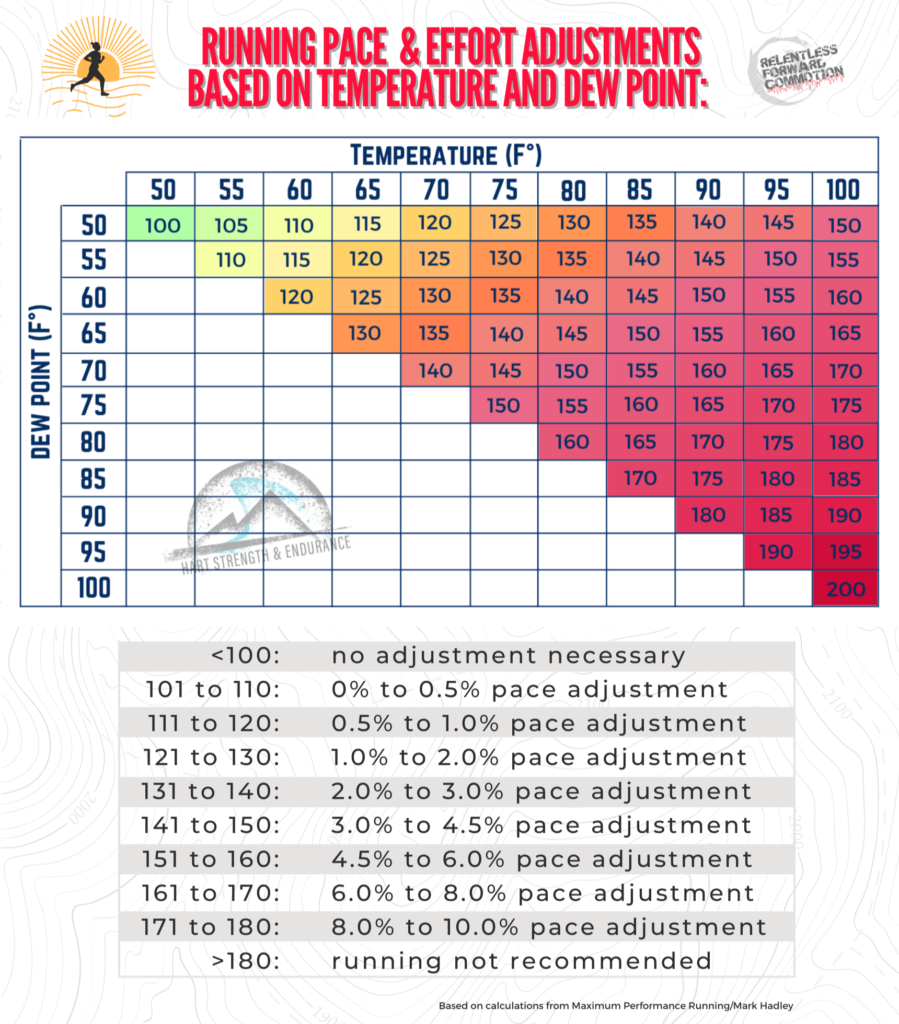 RUNNING PACE & EFFORT ADJUSTMENTS
BASED ON TEMPERATURE AND DEW POINT:
RELENTLESS
FORWARD
COMMOTION
TEMPERATURE (F°)
50 55 60 65 70 75 80 85 90 95 100
DEW POINT (F°)
50 100 105 110 115 120 125 130 135 140 145 150
55 110 115 120 125 130 135 140 145 150 155
60 120 125 130 135 140 145 150 155 160
65 130 135 140 145 150 155 160 165
70 140 145 150 155 160 165 170
75 150 155 160 165 170 175
80 160 165 170 175 180
85 170 175 180 185
90 180 185 190
95 190 195
100 200
HART STRENGTH & ENDURANCE
<100: no adjustment necessary
101 to 110: 0% to 0.5% pace adjustment
111 to 120: 0.5% to 1.0% pace adjustment
121 to 130: 1.0% to 2.0% pace adjustment
131 to 140: 2.0% to 3.0% pace adjustment
141 to 150: 3.0% to 4.5% pace adjustment
151 to 160: 4.5% to 6.0% pace adjustment
161 to 170: 6.0% to 8.0% pace adjustment
171 to 180: 8.0% to 10.0% pace adjustment
>180: running not recommended
Based on calculations from Maximum Performance Running/Mark Hadley